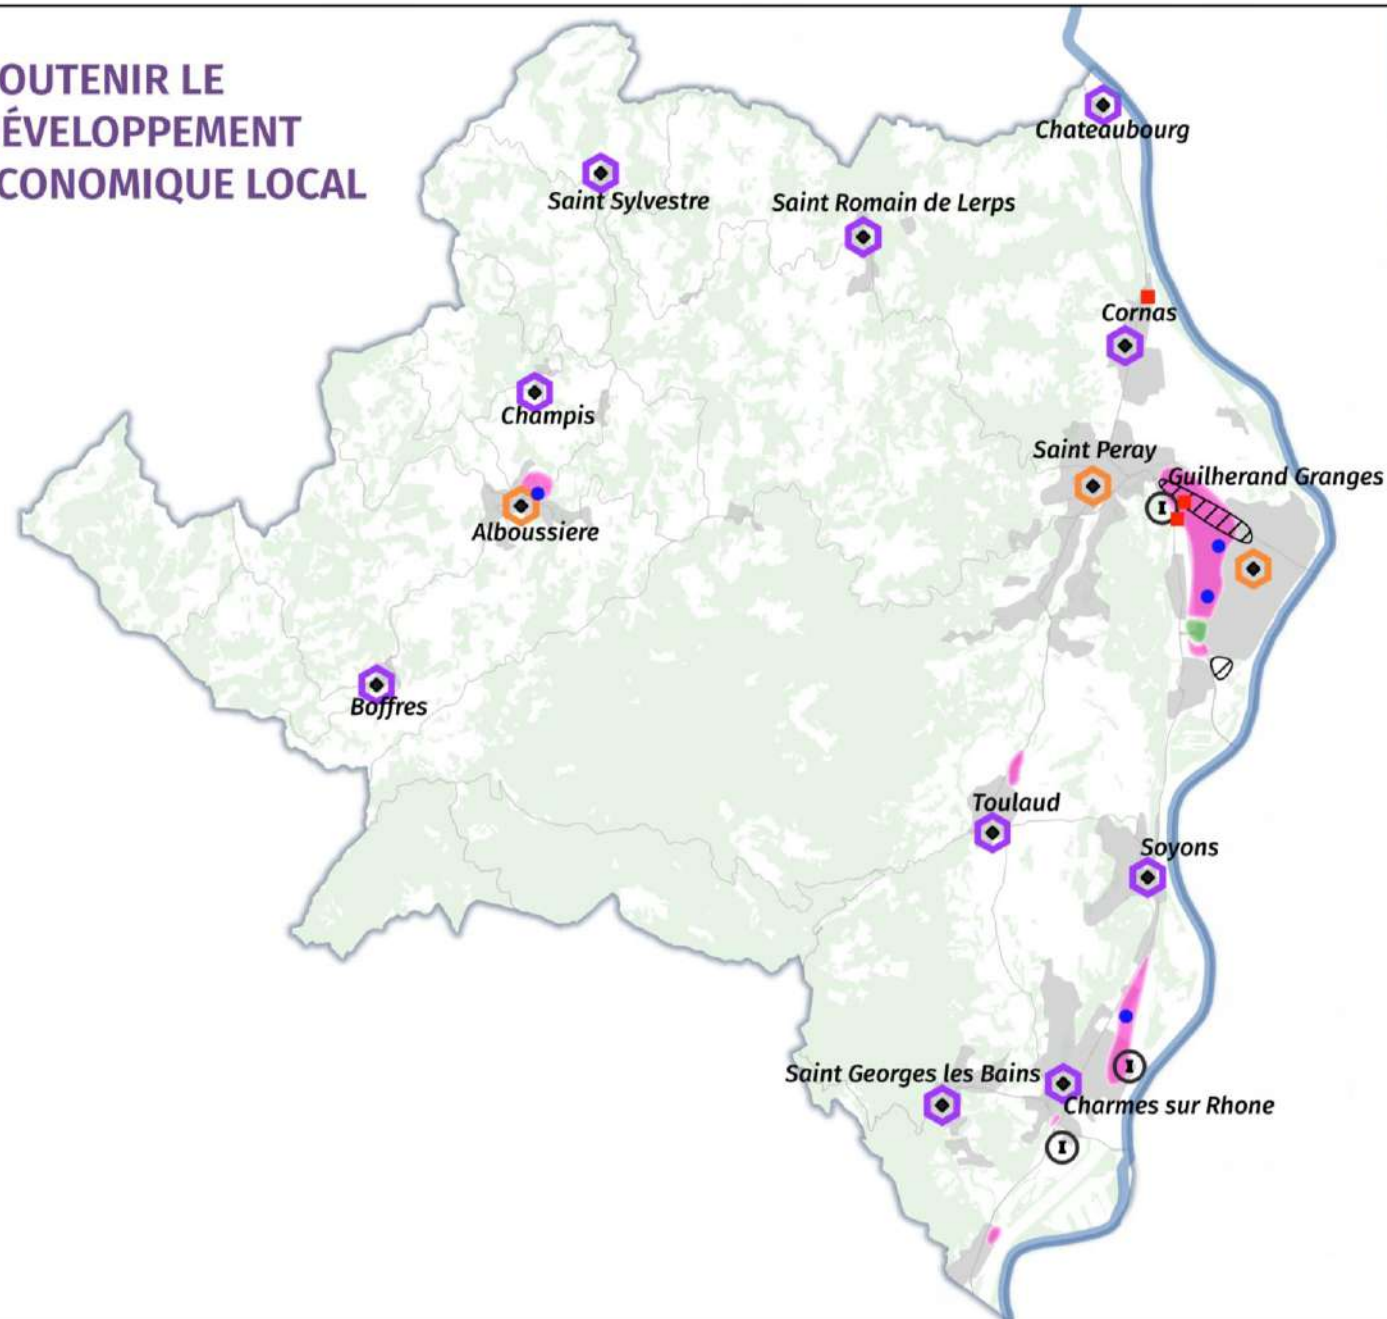 OUTENIR LE
ÉVELOPPEMENT
CONOMIQUE LOCAL
Chateaubourg
Saint Sylvestre
Saint Romain de Lerps
Cornas
Champis
Saint Peray
Guilherand Granges
Alboussiere
Boffres
Toulaud
Soyons
Saint Georges les Bains
Charmes sur Rhone
I
I
I